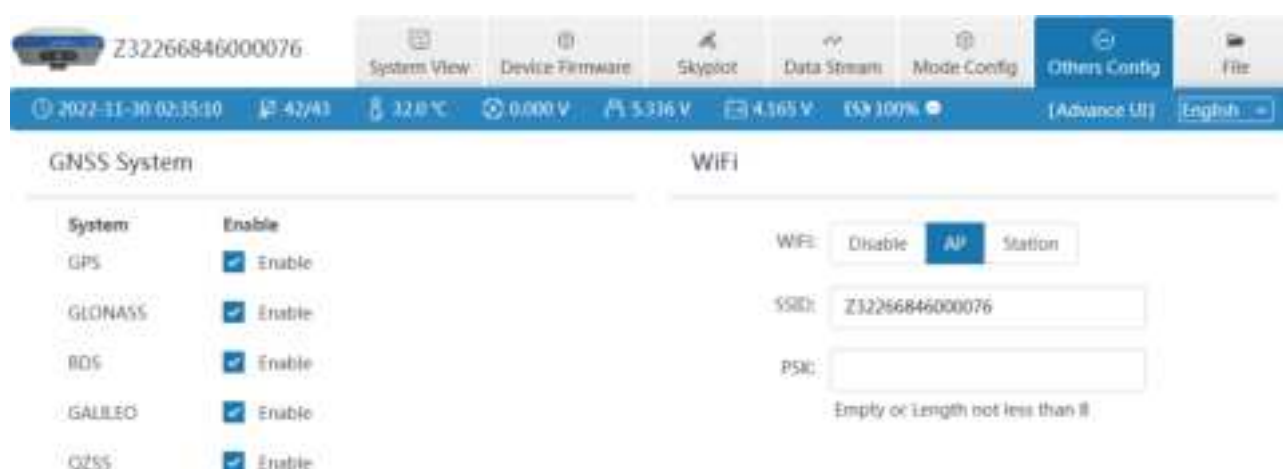 Z32266846000076
System View
Device Firmware
Skyplot
Data Stream
Mode Config
Others Config
File
2022-11-30 02:35:10 42/43 32.0 °C 0.000 V 5.336 V 4.165 V 100% [Advance UI] English
GNSS System
System Enable
GPS Enable
GLONASS Enable
BDS Enable
GALILEO Enable
QZSS Enable
WiFi
WiFi: Disable AP Station
SSID: Z32266846000076
PSK:
Empty or Length not less than 8